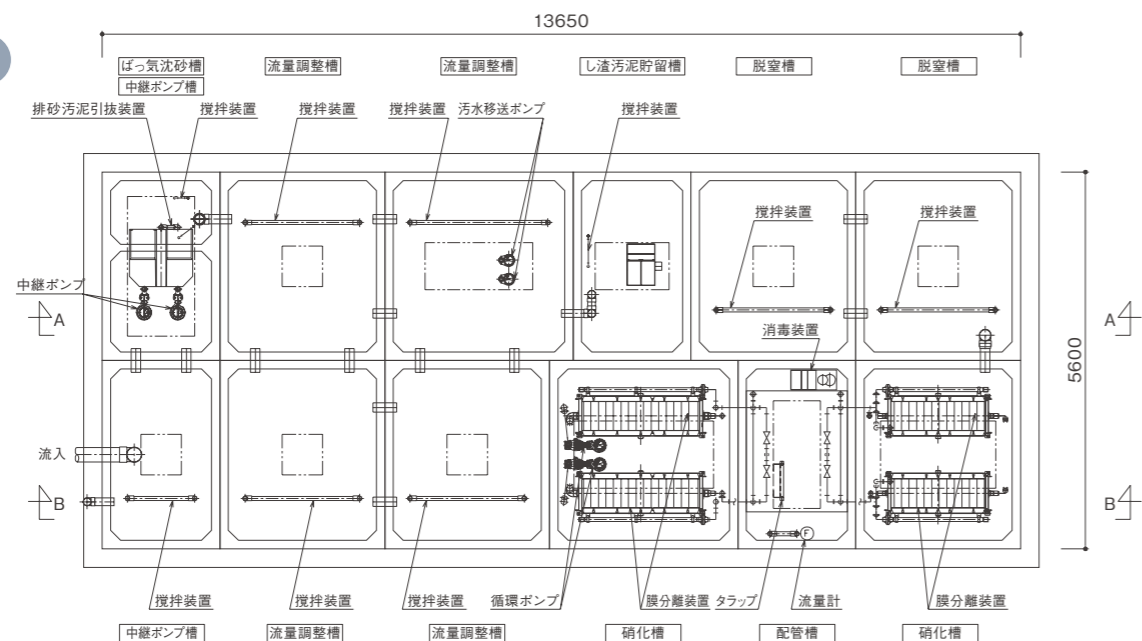 13650
ばっ気沈砂槽 流量調整槽 流量調整槽 し渣汚泥貯留槽 脱窒槽 脱窒槽
中継ポンプ槽
排砂汚泥引抜装置 撹拌装置 撹拌装置 撹拌装置 汚水移送ポンプ 撹拌装置
撹拌装置 撹拌装置
中継ポンプ
A A
消毒装置
5600
流入
B B
F
撹拌装置 撹拌装置 撹拌装置 循環ポンプ 膜分離装置 タラップ 流量計 膜分離装置
中継ポンプ槽 流量調整槽 流量調整槽 硝化槽 配管槽 硝化槽